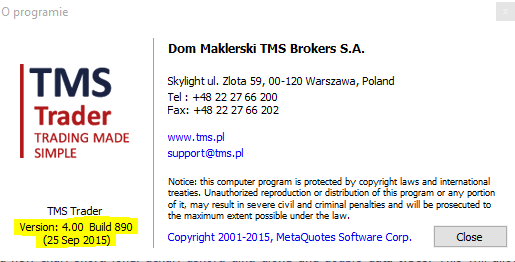 O programie
TMS
Trader
TRADING MADE
SIMPLE
TMS Trader
Version: 4.00 Build 890
(25 Sep 2015)
Dom Maklerski TMS Brokers S.A.
Skylight ul. Zlota 59, 00-120 Warszawa, Poland
Tel : +48 22 27 66 200
Fax: +48 22 27 66 202
www.tms.pl
support@tms.pl
Notice: this computer program is protected by copyright laws and international
treaties. Unauthorized reproduction or distribution of this program or any portion
of it, may result in severe civil and criminal penalties and will be prosecuted to
the maximum extent possible under the law.
Copyright 2001-2015, MetaQuotes Software Corp.
Close